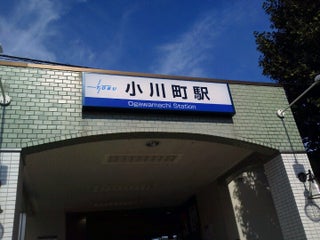 小川町駅
Ogawamachi Station